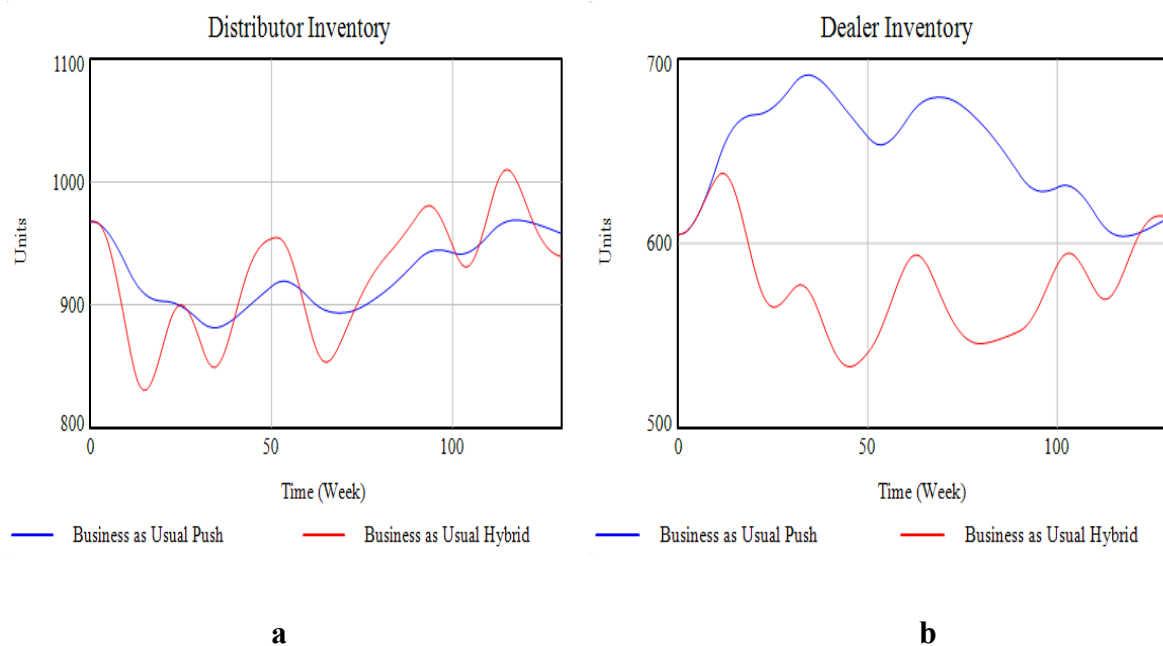 Distributor Inventory
1100
1000
900
800
Units
0 50 100
Time (Week)
Business as Usual Push Business as Usual Hybrid
a
Dealer Inventory
700
600
500
Units
0 50 100
Time (Week)
Business as Usual Push Business as Usual Hybrid
b